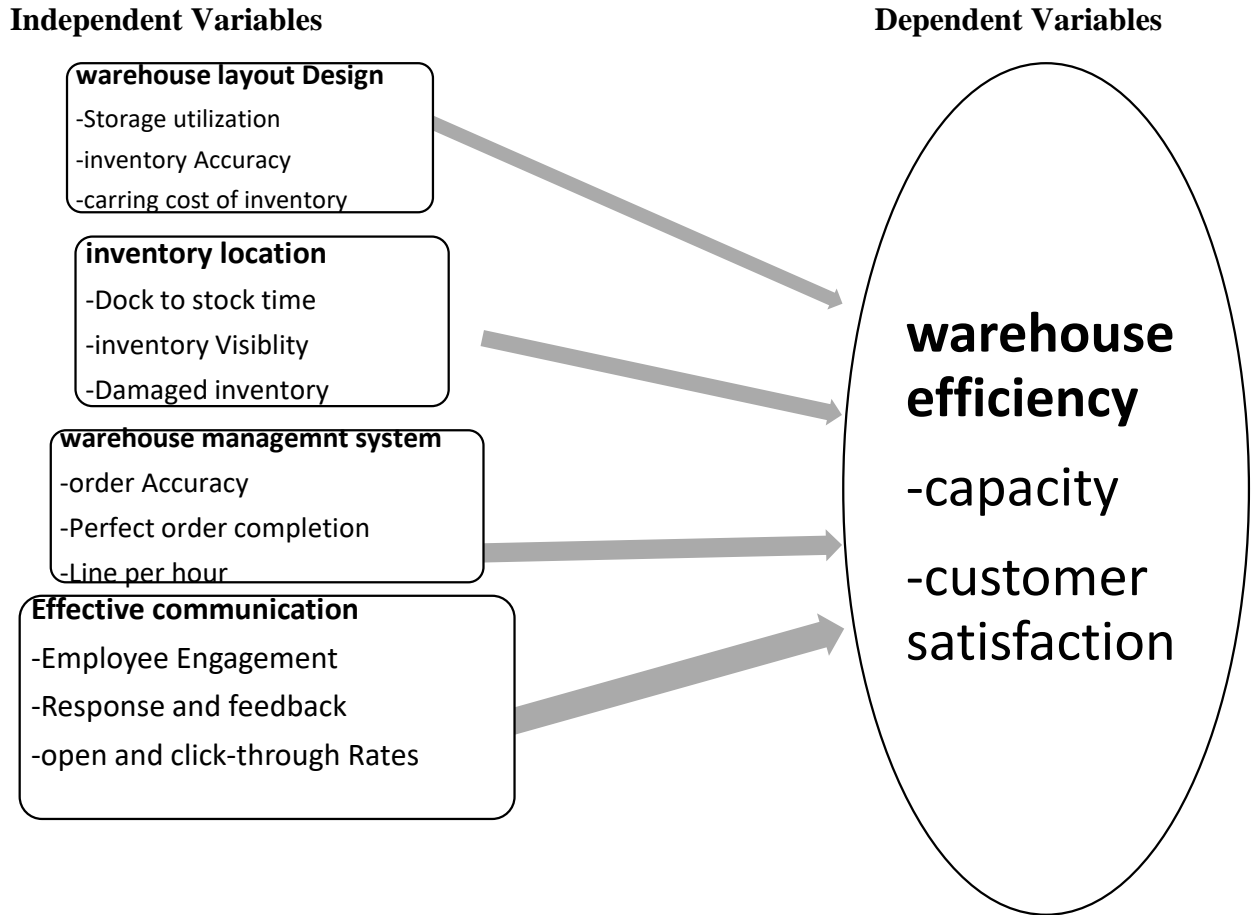 Independent Variables
Dependent Variables
warehouse layout Design
-Storage utilization
-inventory Accuracy
-carring cost of inventory
inventory location
-Dock to stock time
-inventory Visiblity
-Damaged inventory
warehouse managemnt system
-order Accuracy
-Perfect order completion
-Line per hour
Effective communication
-Employee Engagement
-Response and feedback
-open and click-through Rates
warehouse
efficiency
-capacity
-customer
satisfaction